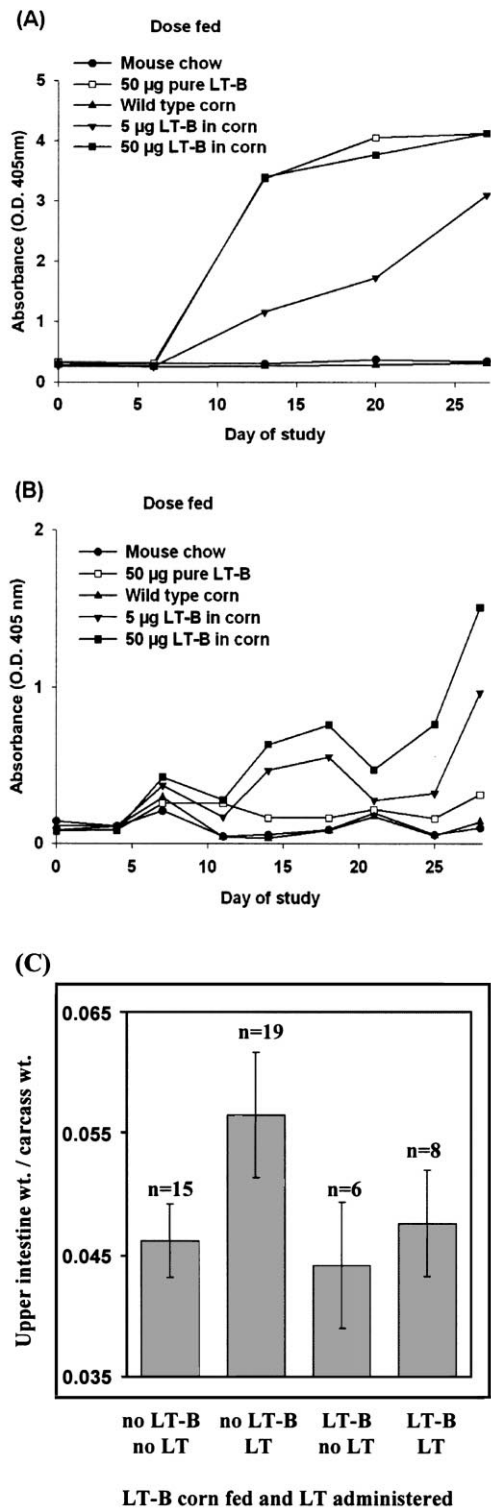 (A)
Dose fed
Mouse chow
50 µg pure LT-B
Wild type corn
5 µg LT-B in corn
50 µg LT-B in corn
Absorbance (O.D. 405nm)
5
4
3
2
1
0
0 5 10 15 20 25
Day of study
(B)
Dose fed
Mouse chow
50 µg pure LT-B
Wild type corn
5 µg LT-B in corn
50 µg LT-B in corn
Absorbance (O.D. 405 nm)
2
1
0
0 5 10 15 20 25
Day of study
(C)
Upper intestine wt. / carcass wt.
0.065
0.055
0.045
0.035
n=15
n=19
n=6
n=8
no LT-B no LT-B LT-B LT-B
no LT LT no LT LT
LT-B corn fed and LT administered